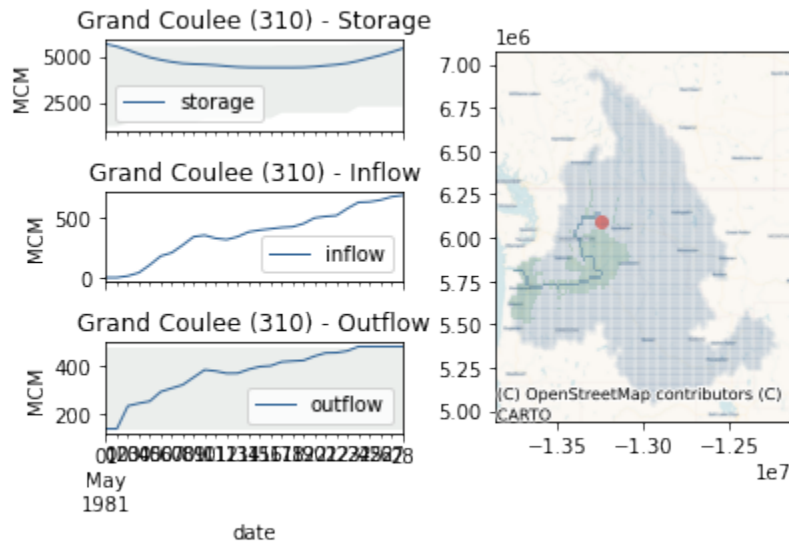 Grand Coulee (310) - Storage
5000
2500
MCM
storage
Grand Coulee (310) - Inflow
500
0
MCM
inflow
Grand Coulee (310) - Outflow
400
200
MCM
outflow
May
1981
date
1e6
7.00
6.75
6.50
6.25
6.00
5.75
5.50
5.25
5.00
(C) OpenStreetMap contributors (C)
CARTO
−1.35
−1.30
−1.25
1e7